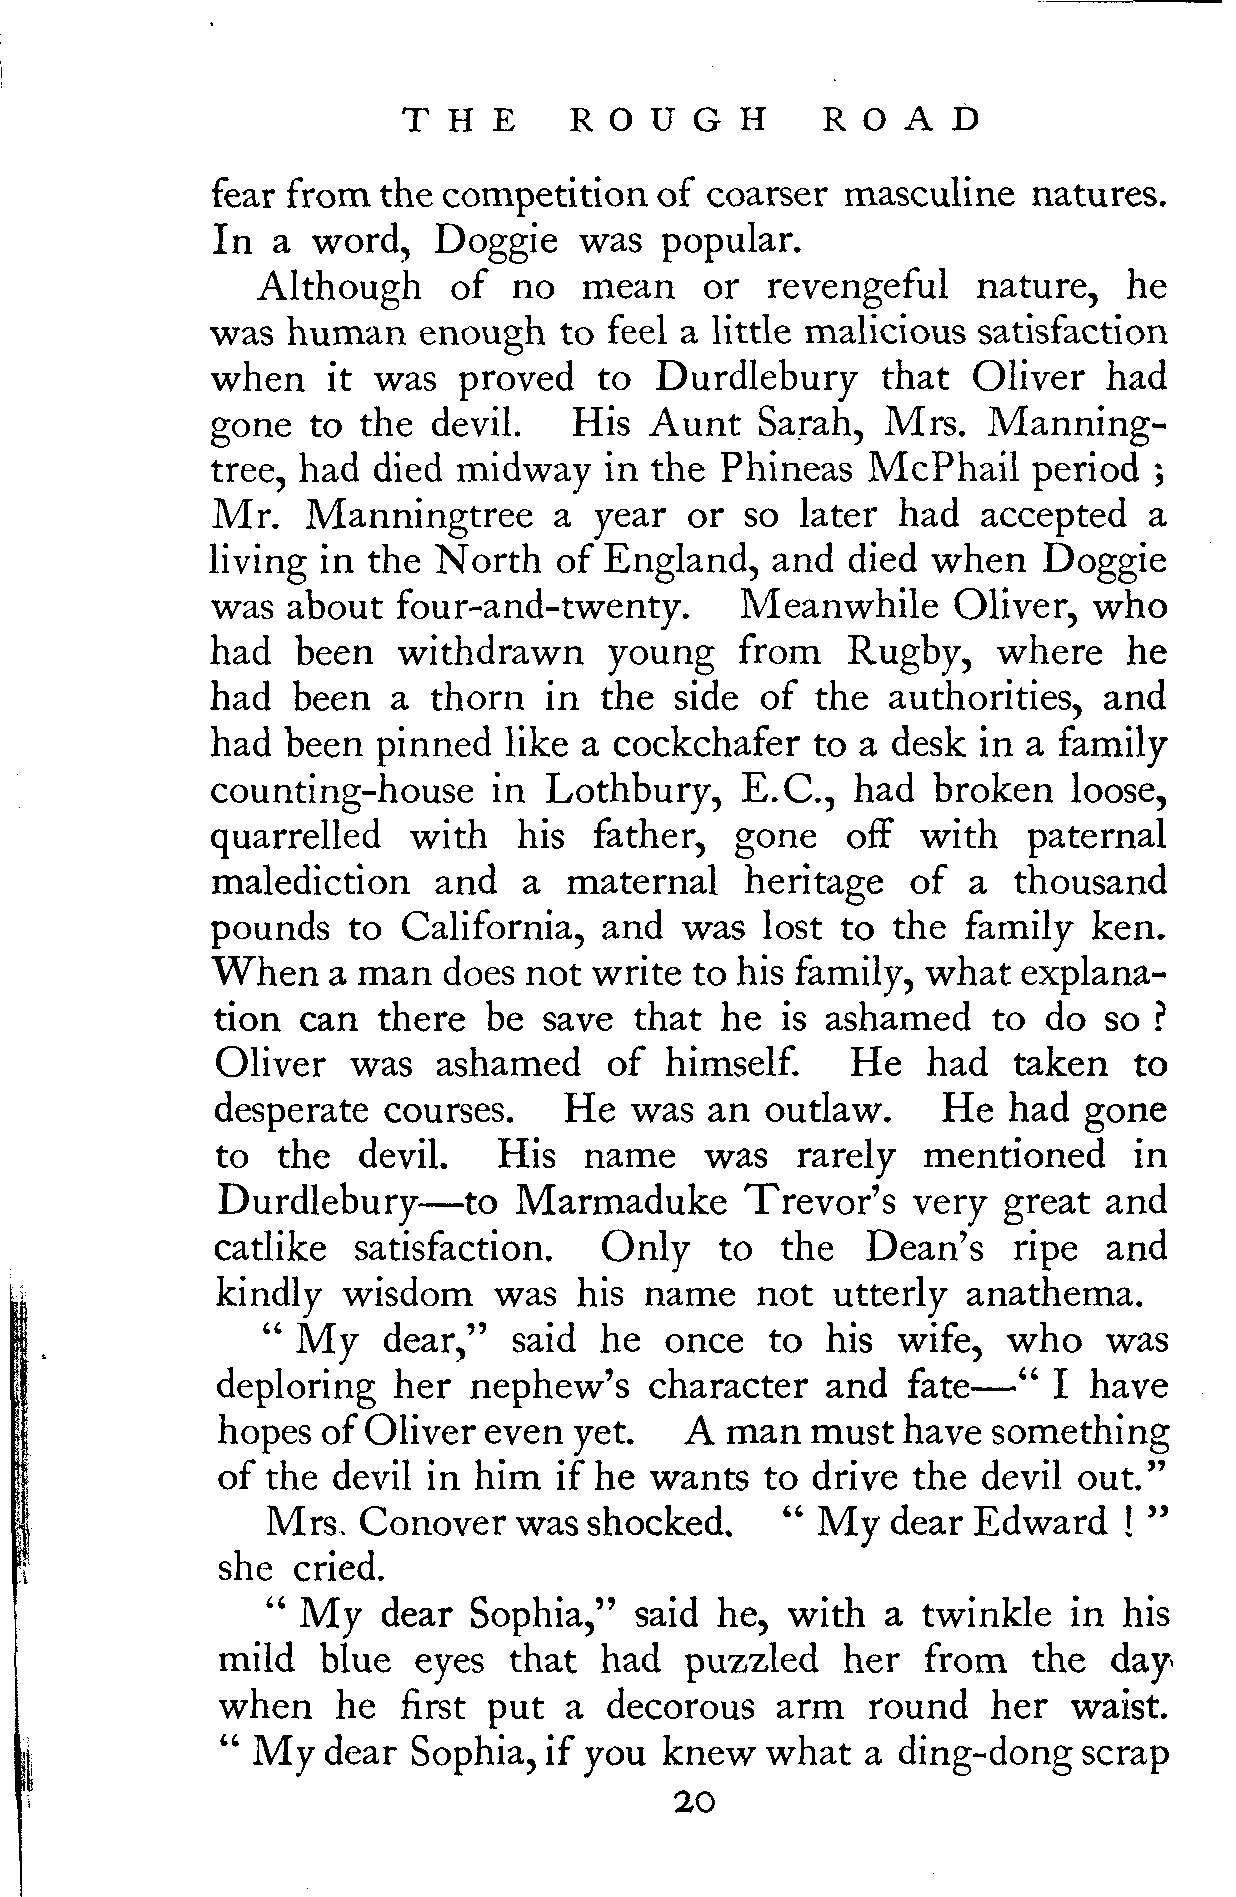 THE ROUGH ROAD
fear from the competition of coarser masculine natures.
In a word, Doggie was popular.
Although of no mean or revengeful nature, he
was human enough to feel a little malicious satisfaction
when it was proved to Durdlebury that Oliver had
gone to the devil. His Aunt Sarah, Mrs. Manning-
tree, had died midway in the Phineas McPhail period ;
Mr. Manningtree a year or so later had accepted a
living in the North of England, and died when Doggie
was about four-and-twenty. Meanwhile Oliver, who
had been withdrawn young from Rugby, where he
had been a thorn in the side of the authorities, and
had been pinned like a cockchafer to a desk in a family
counting-house in Lothbury, E.C., had broken loose,
quarrelled with his father, gone off with paternal
malediction and a maternal heritage of a thousand
pounds to California, and was lost to the family ken.
When a man does not write to his family, what explana-
tion can there be save that he is ashamed to do so ?
Oliver was ashamed of himself. He had taken to
desperate courses. He was an outlaw. He had gone
to the devil. His name was rarely mentioned in
Durdlebury—to Marmaduke Trevor’s very great and
catlike satisfaction. Only to the Dean’s ripe and
kindly wisdom was his name not utterly anathema.
“ My dear,” said he once to his wife, who was
deploring her nephew’s character and fate—“ I have
hopes of Oliver even yet. A man must have something
of the devil in him if he wants to drive the devil out.”
Mrs. Conover was shocked. “ My dear Edward ! ”
she cried.
“ My dear Sophia,” said he, with a twinkle in his
mild blue eyes that had puzzled her from the day
when he first put a decorous arm round her waist.
“ My dear Sophia, if you knew what a ding-dong scrap
20